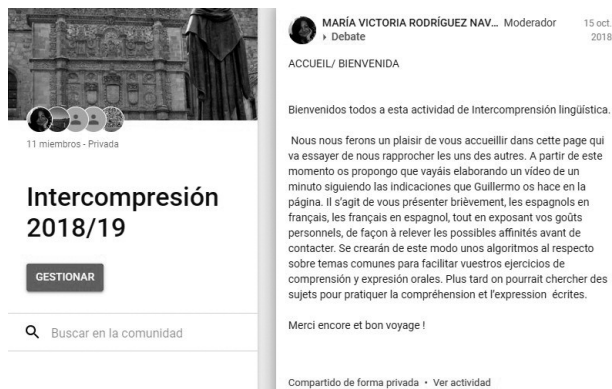 11 miembros - Privada
Intercompresión
2018/19
GESTIONAR
Buscar en la comunidad
MARÍA VICTORIA RODRÍGUEZ NAV... Moderador 15 oct.
▸ Debate 2018
ACCUEIL/ BIENVENIDA
Bienvenidos todos a esta actividad de Intercomprensión lingüística.
Nous nous ferons un plaisir de vous accueillir dans cette page qui
va essayer de nous rapprocher les uns des autres. A partir de este
momento os propongo que vayáis elaborando un vídeo de un
minuto siguiendo las indicaciones que Guillermo os hace en la
página. Il s'agit de vous présenter brièvement, les espagnols en
français, les français en espagnol, tout en exposant vos goûts
personnels, de façon à relever les possibles affinités avant de
contacter. Se crearán de este modo unos algoritmos al respecto
sobre temas comunes para facilitar vuestros ejercicios de
comprensión y expresión orales. Plus tard on pourrait chercher des
sujets pour pratiquer la compréhension et l'expression écrites.
Merci encore et bon voyage !
Compartido de forma privada • Ver actividad